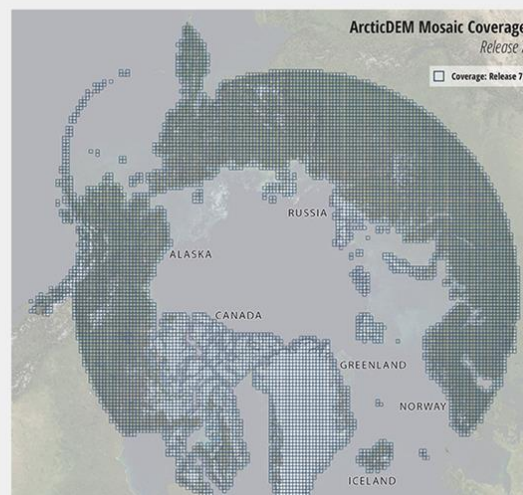 ArcticDEM Mosaic Coverage
Release
Coverage: Release 7
RUSSIA
ALASKA
CANADA
GREENLAND
NORWAY
ICELAND